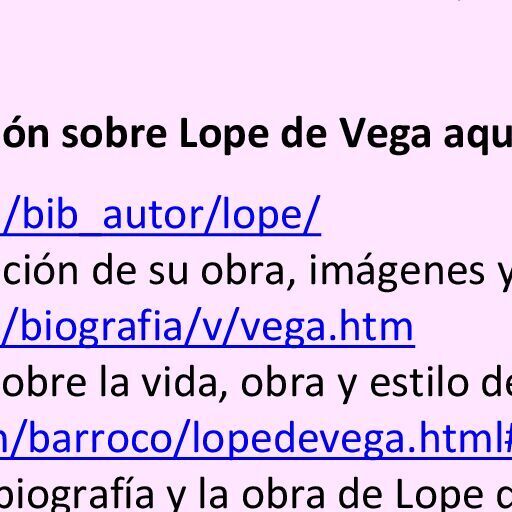 ón sobre Lope de Vega aqu
/bib_autor/lope/
ción de su obra, imágenes y
/biografia/v/vega.htm
obre la vida, obra y estilo de
n/barroco/lopedevega.html#
biografía y la obra de Lope d